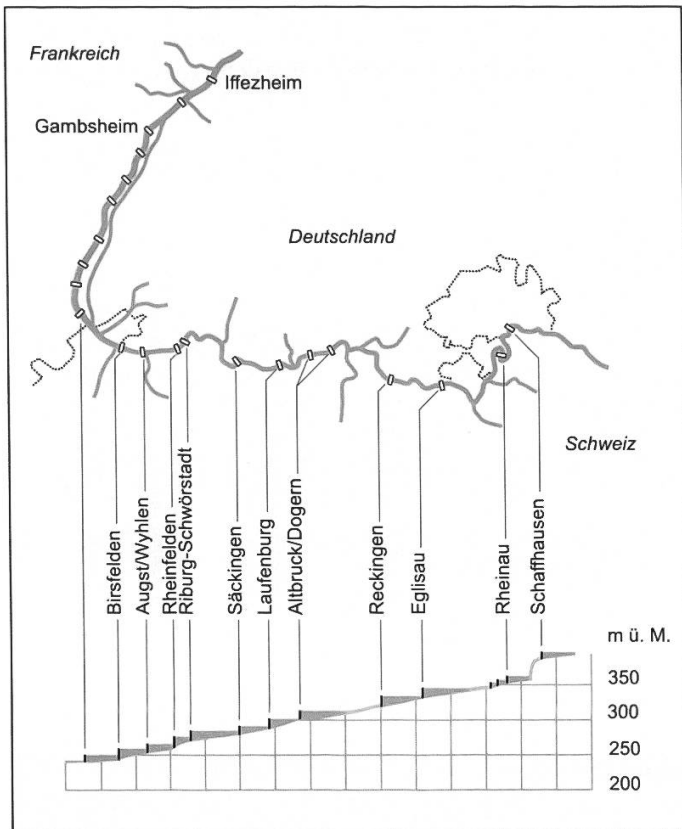 Frankreich
Iffezheim
Gambsheim
Deutschland
Schweiz
Birsfelden
Augst/Wyhlen
Rheinfelden
Riburg-Schwörstadt
Säckingen
Laufenburg
Altbruck/Dogern
Reckingen
Eglisau
Rheinau
Schaffhausen
m ü. M.
350
300
250
200